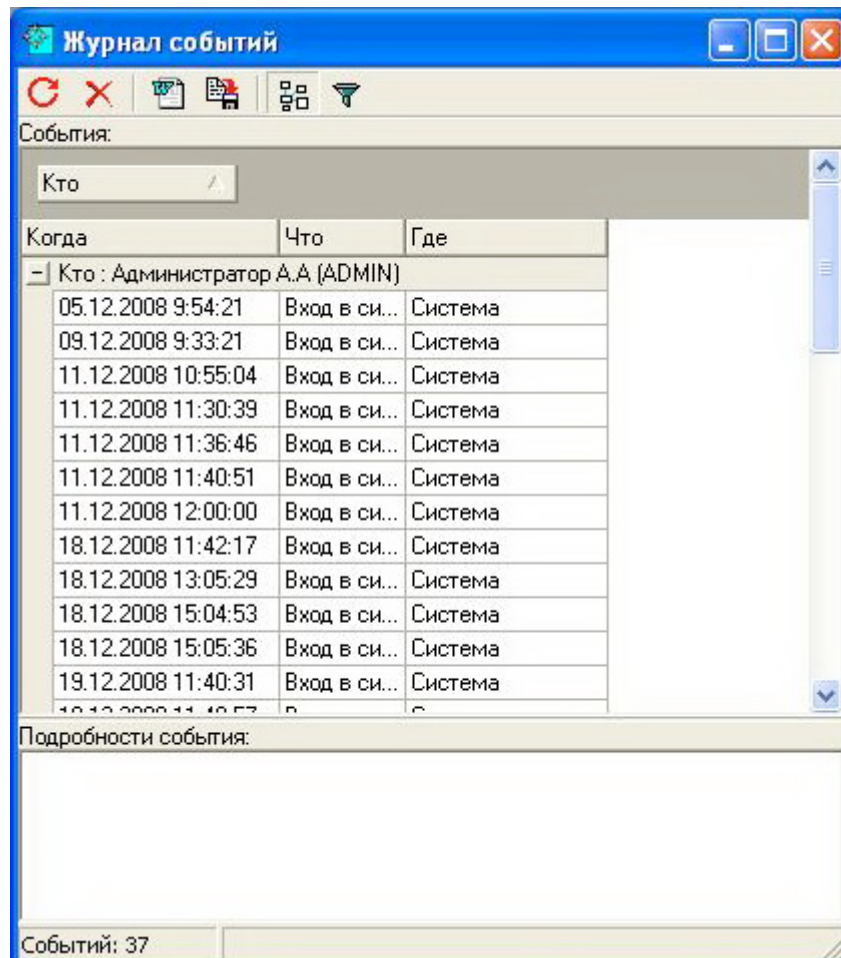 Журнал событий
События:
Кто
Когда Что Где
Кто : Администратор А.А (ADMIN)
05.12.2008 9:54:21 Вход в си... Система
09.12.2008 9:33:21 Вход в си... Система
11.12.2008 10:55:04 Вход в си... Система
11.12.2008 11:30:39 Вход в си... Система
11.12.2008 11:36:46 Вход в си... Система
11.12.2008 11:40:51 Вход в си... Система
11.12.2008 12:00:00 Вход в си... Система
18.12.2008 11:42:17 Вход в си... Система
18.12.2008 13:05:29 Вход в си... Система
18.12.2008 15:04:53 Вход в си... Система
18.12.2008 15:05:36 Вход в си... Система
19.12.2008 11:40:31 Вход в си... Система
Подробности события:
Событий: 37